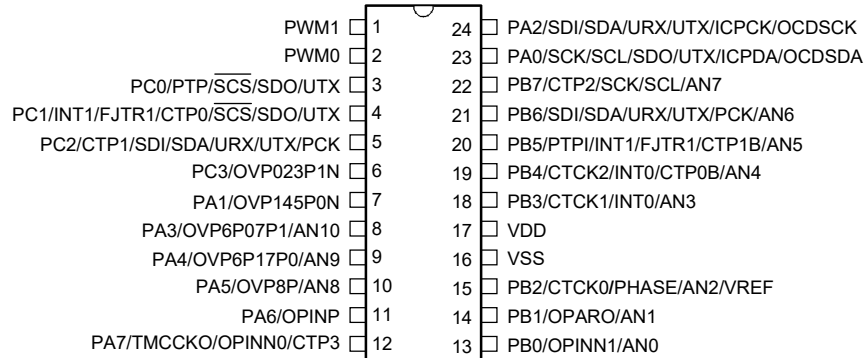 PWM1 1 24 PA2/SDI/SDA/URX/UTX/ICPCK/OCDSCK
PWM0 2 23 PA0/SCK/SCL/SDO/UTX/ICPDA/OCDSDA
PC0/PTP/SCS/SDO/UTX 3 22 PB7/CTP2/SCK/SCL/AN7
PC1/INT1/FJTR1/CTP0/SCS/SDO/UTX 4 21 PB6/SDI/SDA/URX/UTX/PCK/AN6
PC2/CTP1/SDI/SDA/URX/UTX/PCK 5 20 PB5/PTPI/INT1/FJTR1/CTP1B/AN5
PC3/OVP023P1N 6 19 PB4/CTCK2/INT0/CTP0B/AN4
PA1/OVP145P0N 7 18 PB3/CTCK1/INT0/AN3
PA3/OVP6P07P1/AN10 8 17 VDD
PA4/OVP6P17P0/AN9 9 16 VSS
PA5/OVP8P/AN8 10 15 PB2/CTCK0/PHASE/AN2/VREF
PA6/OPINP 11 14 PB1/OPARO/AN1
PA7/TMCCKO/OPINN0/CTP3 12 13 PB0/OPINN1/AN0